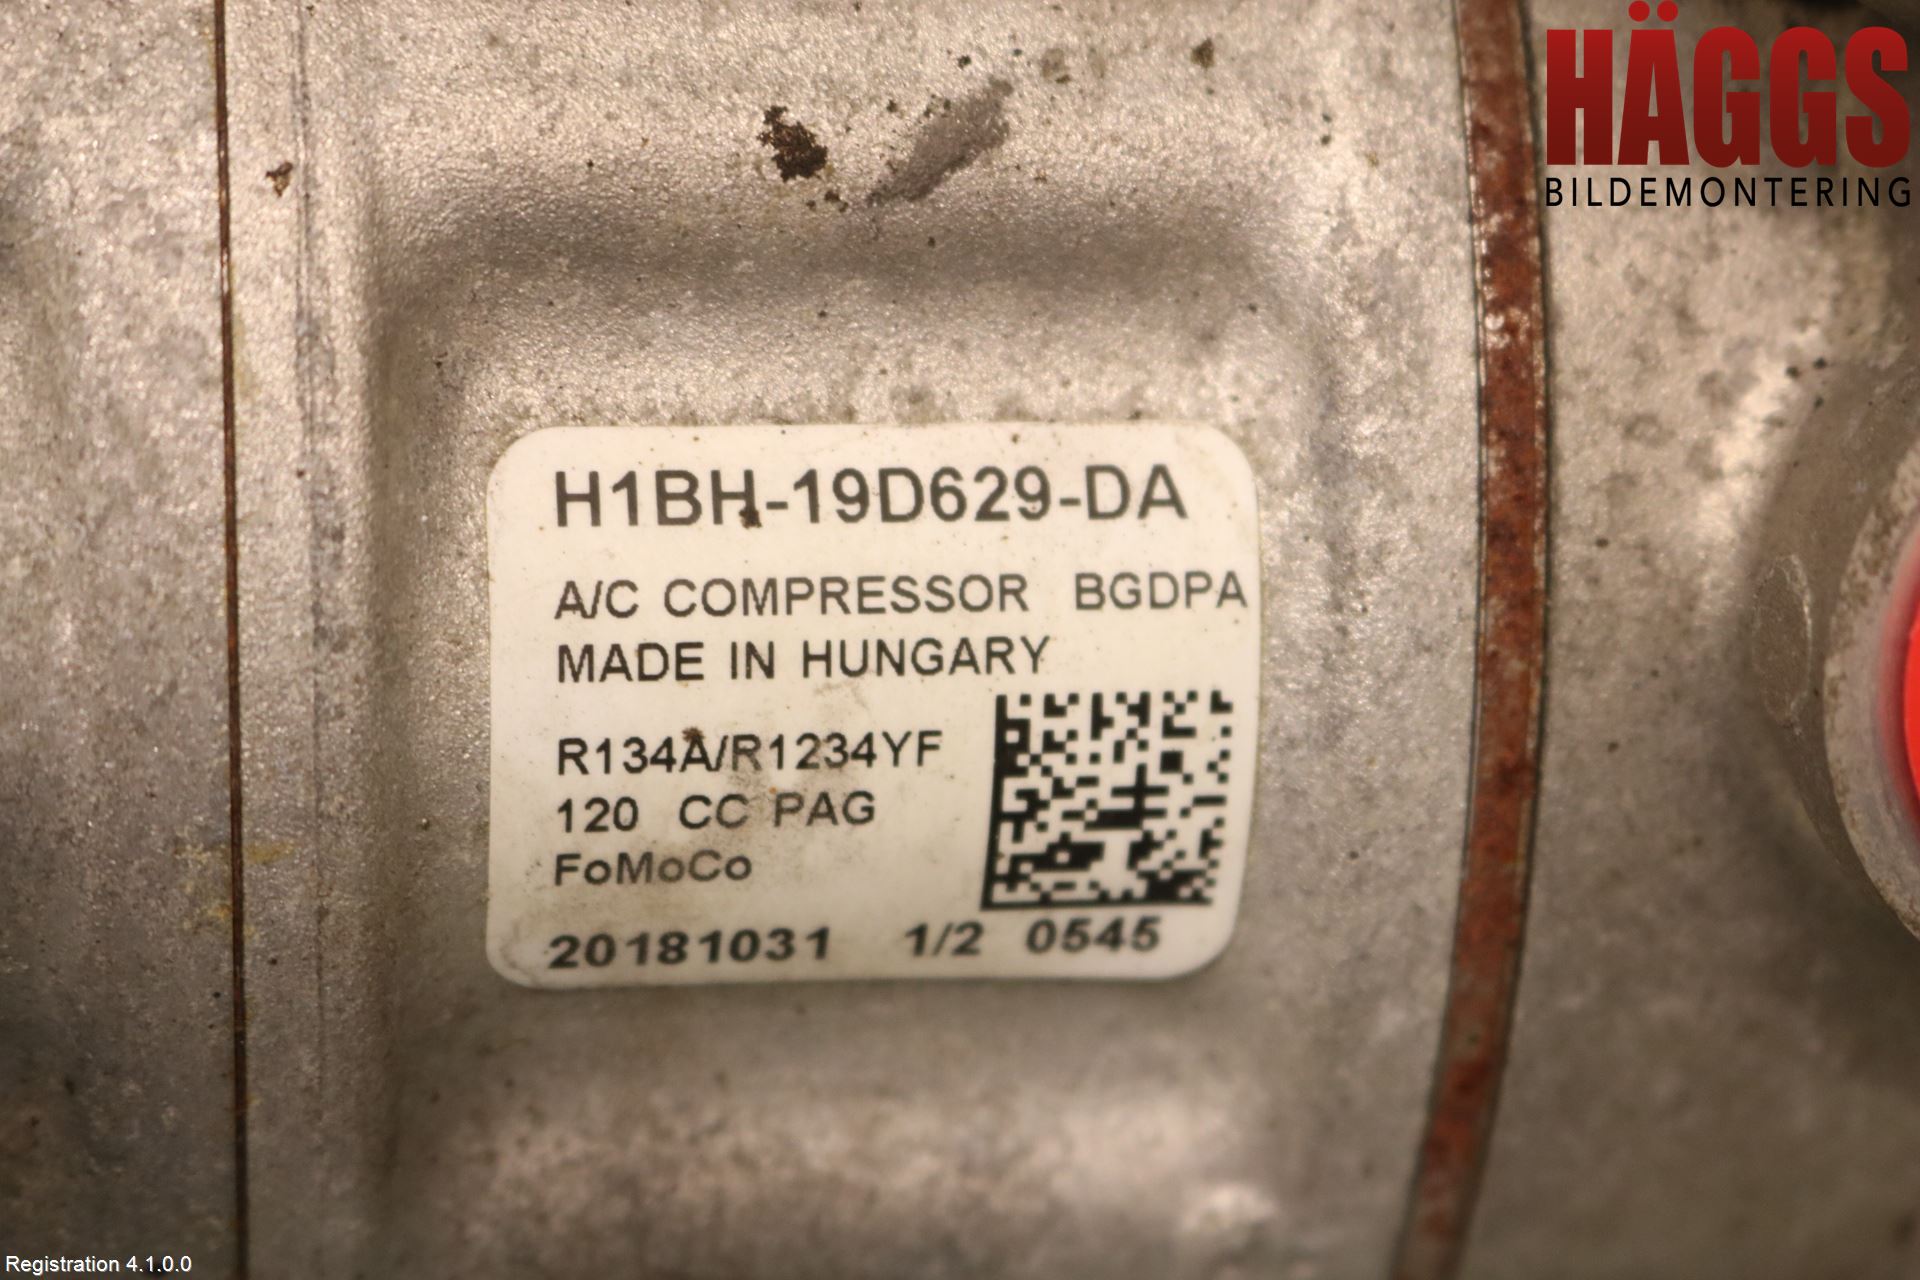 HÄGGS
BILDEMONTERING
H1BH-19D629-DA
A/C COMPRESSOR BGDPA
MADE IN HUNGARY
R134A/R1234YF
120 CC PAG
FoMoCo
20181031 1/2 0545
Registration 4.1.0.0